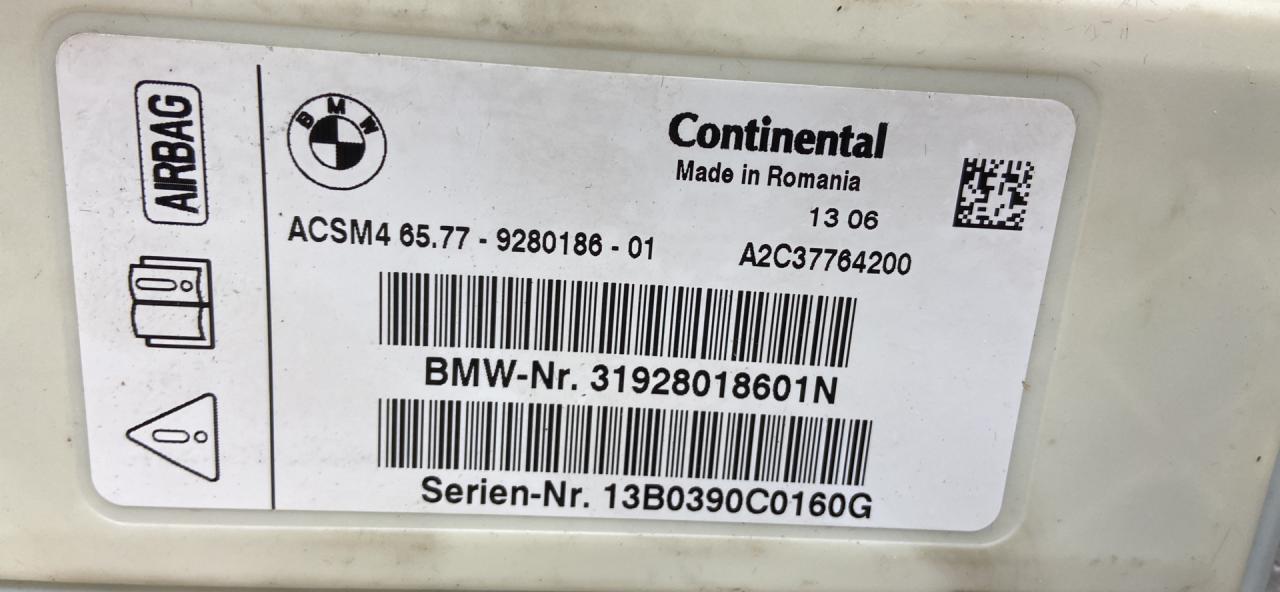 AIRBAG
BMW
Continental
Made in Romania
13 06
ACSM4 65.77 - 9280186 - 01
A2C37764200
BMW-Nr. 31928018601N
Serien-Nr. 13B0390C0160G